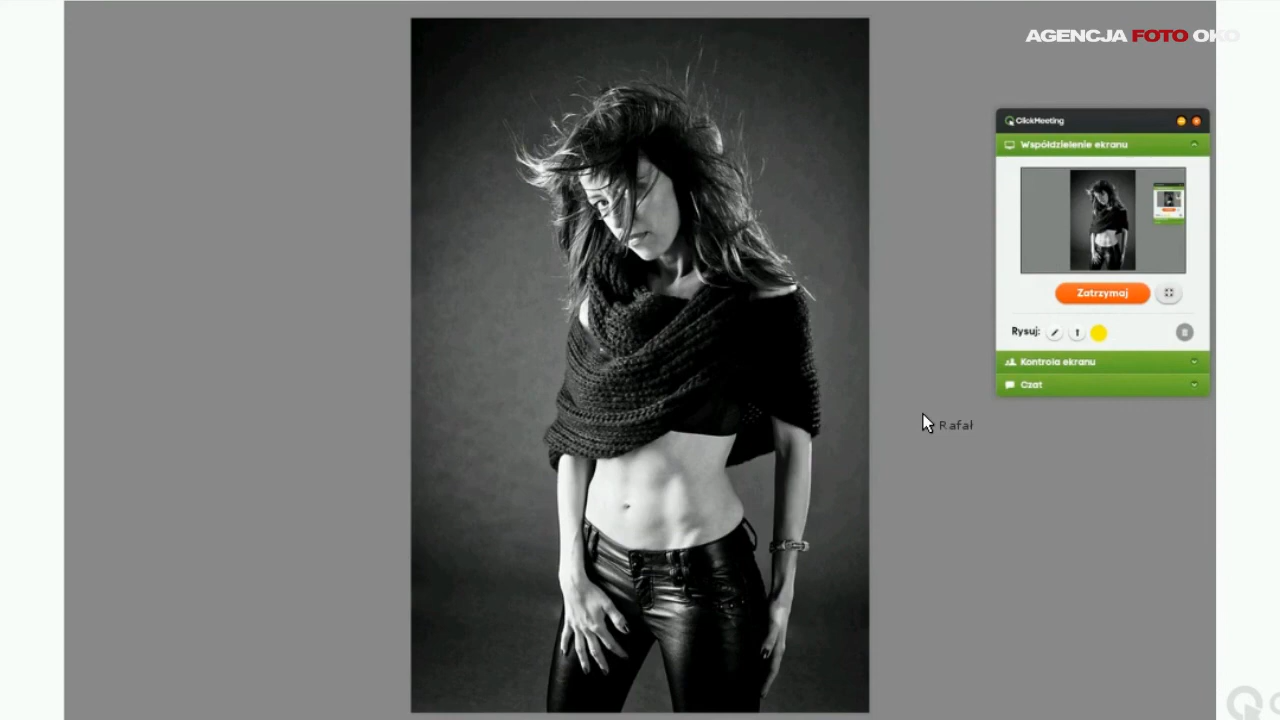 AGENCJA FOTO OKO
ClickMeeting
Współdzielenie ekranu
Zatrzymaj
Rysuj:
Kontrola ekranu
Czat
Rafał